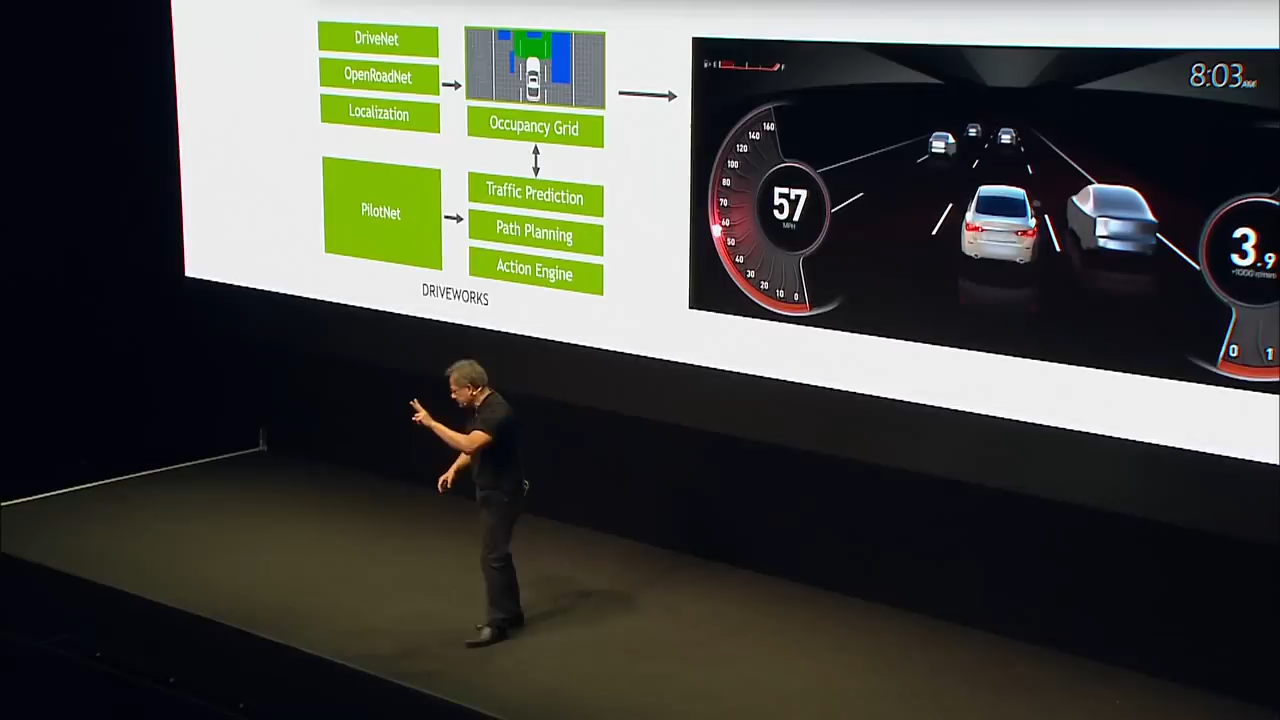 DriveNet
OpenRoadNet
Localization
Occupancy Grid
PilotNet
Traffic Prediction
Path Planning
Action Engine
DRIVEWORKS
E
F
8:03 AM
160
140
120
100
80
70
60
50
40
30
20
10
0
57
MPH
3.9
0
1